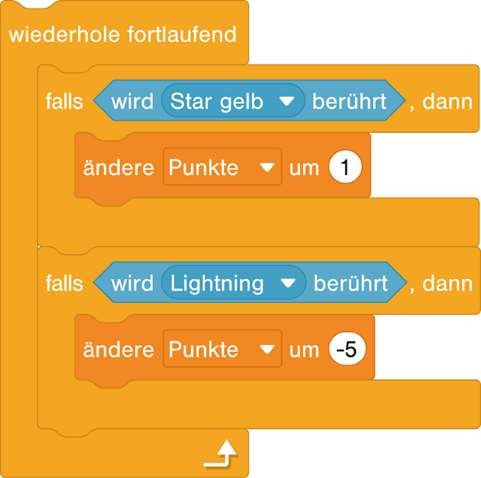 wiederhole fortlaufend
falls wird Star gelb berührt , dann
ändere Punkte um 1
falls wird Lightning berührt , dann
ändere Punkte um -5